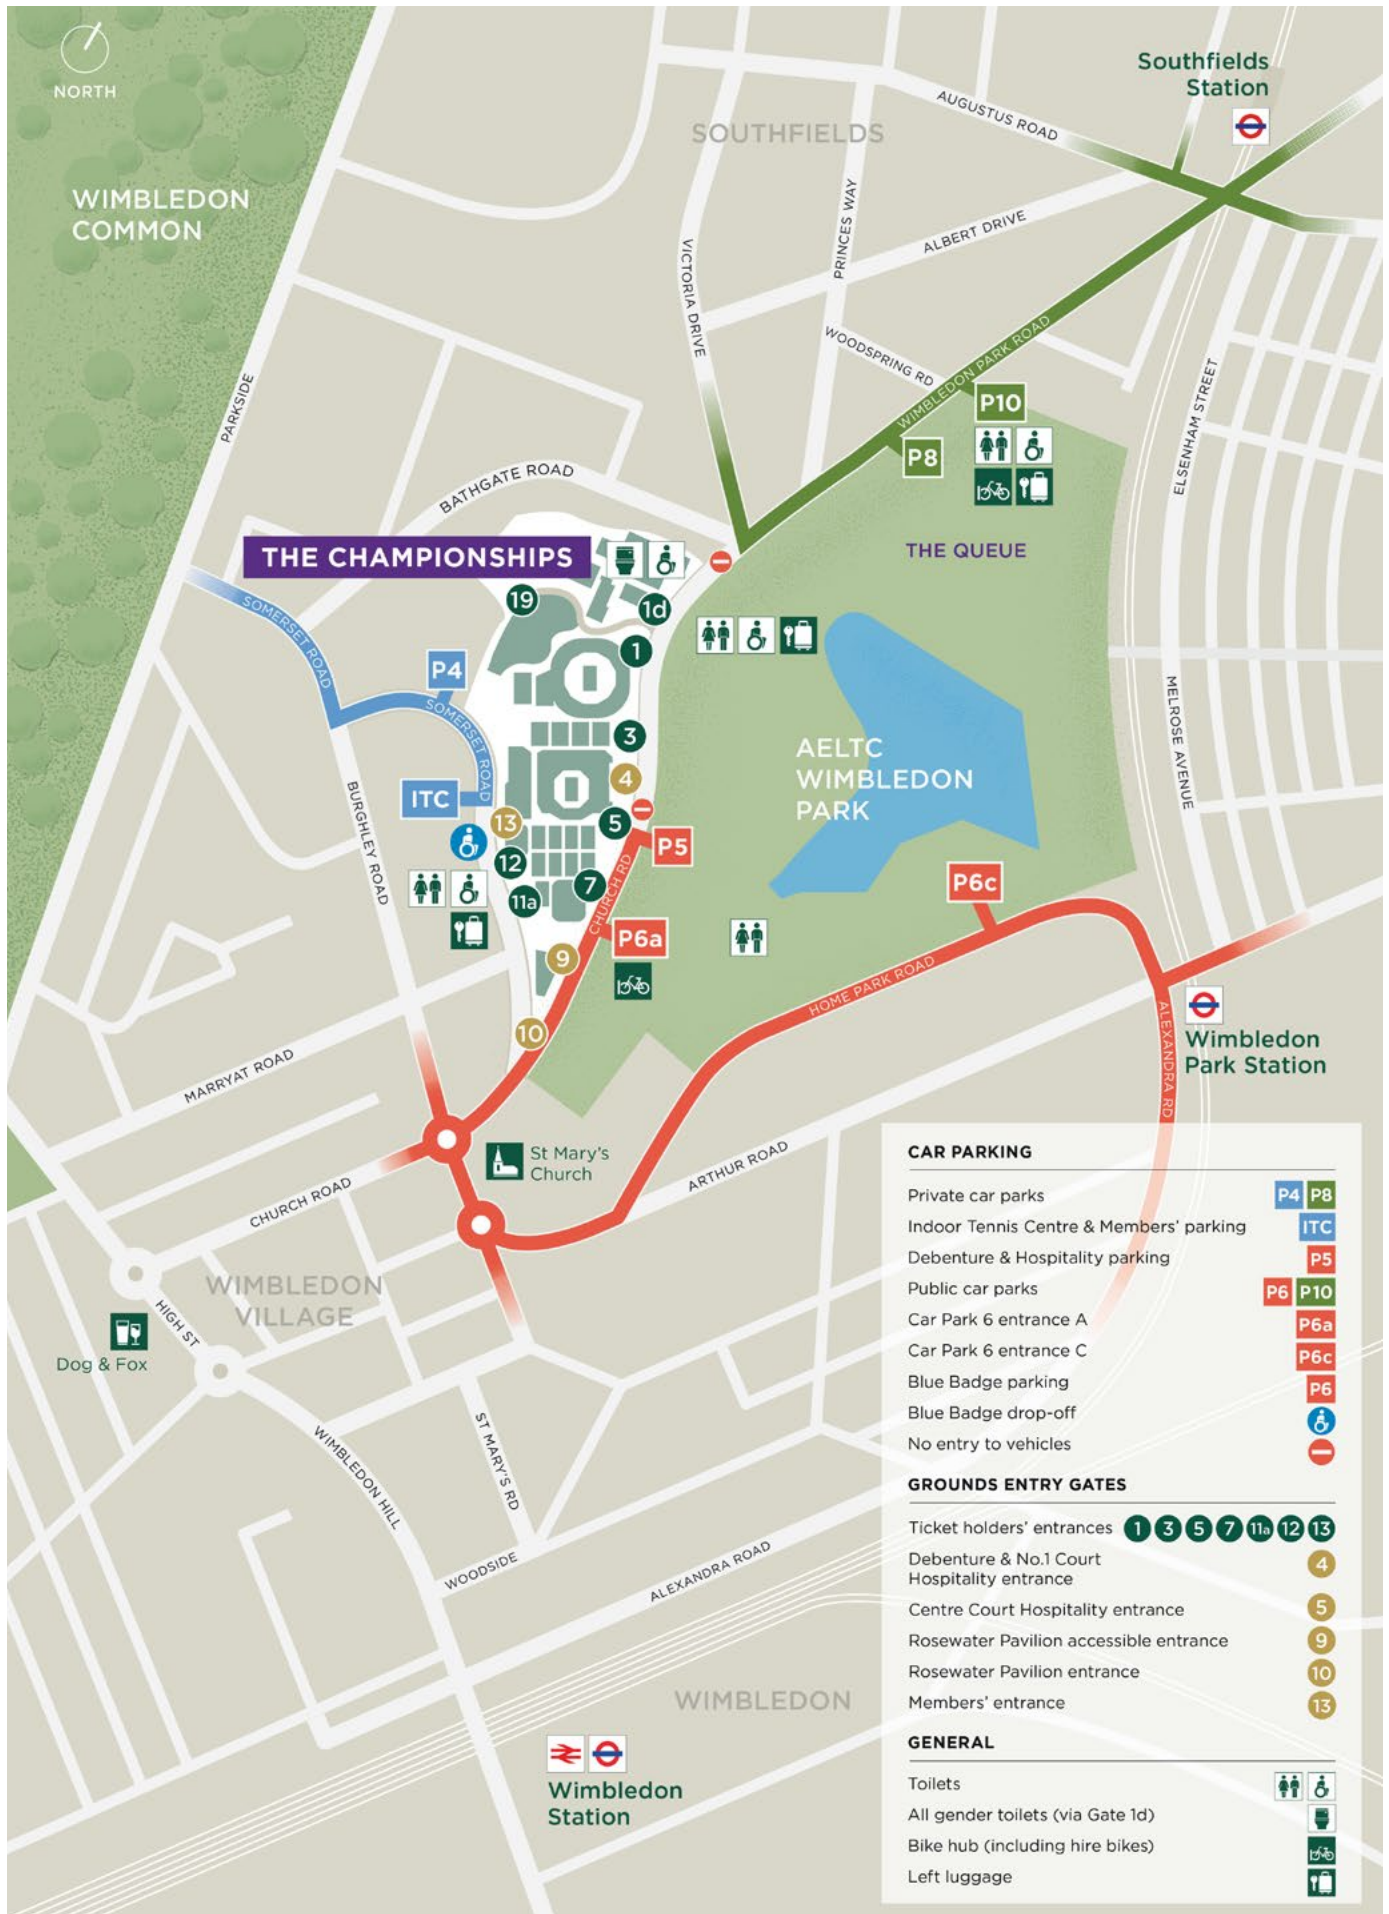 NORTH
WIMBLEDON
COMMON
SOUTHFIELDS
Southfields
Station
AUGUSTUS ROAD
PRINCES WAY
ALBERT DRIVE
VICTORIA DRIVE
WOODSPRING RD
WIMBLEDON PARK ROAD
PARKSIDE
P10
P8
ELSENHAM STREET
BATHGATE ROAD
THE CHAMPIONSHIPS
THE QUEUE
SOMERSET ROAD
19
1d
1
P4
SOMERSET ROAD
3
MELROSE AVENUE
AELTC
WIMBLEDON
PARK
4
ITC
BURGHLEY ROAD
13
5
P5
12
7
11a
CHURCH RD
P6c
P6a
9
HOME PARK ROAD
10
ALEXANDRA RD
Wimbledon
Park Station
MARRYAT ROAD
St Mary's
Church
ARTHUR ROAD
CHURCH ROAD
WIMBLEDON
VILLAGE
HIGH ST
Dog & Fox
WIMBLEDON HILL
ST MARY'S RD
WOODSIDE
ALEXANDRA ROAD
WIMBLEDON
Wimbledon
Station
CAR PARKING
Private car parks P4 P8
Indoor Tennis Centre & Members' parking ITC
Debenture & Hospitality parking P5
Public car parks P6 P10
Car Park 6 entrance A P6a
Car Park 6 entrance C P6c
Blue Badge parking P6
Blue Badge drop-off
No entry to vehicles
GROUNDS ENTRY GATES
Ticket holders' entrances 1 3 5 7 11a 12 13
Debenture & No.1 Court
Hospitality entrance 4
Centre Court Hospitality entrance 5
Rosewater Pavilion accessible entrance 9
Rosewater Pavilion entrance 10
Members' entrance 13
GENERAL
Toilets
All gender toilets (via Gate 1d)
Bike hub (including hire bikes)
Left luggage